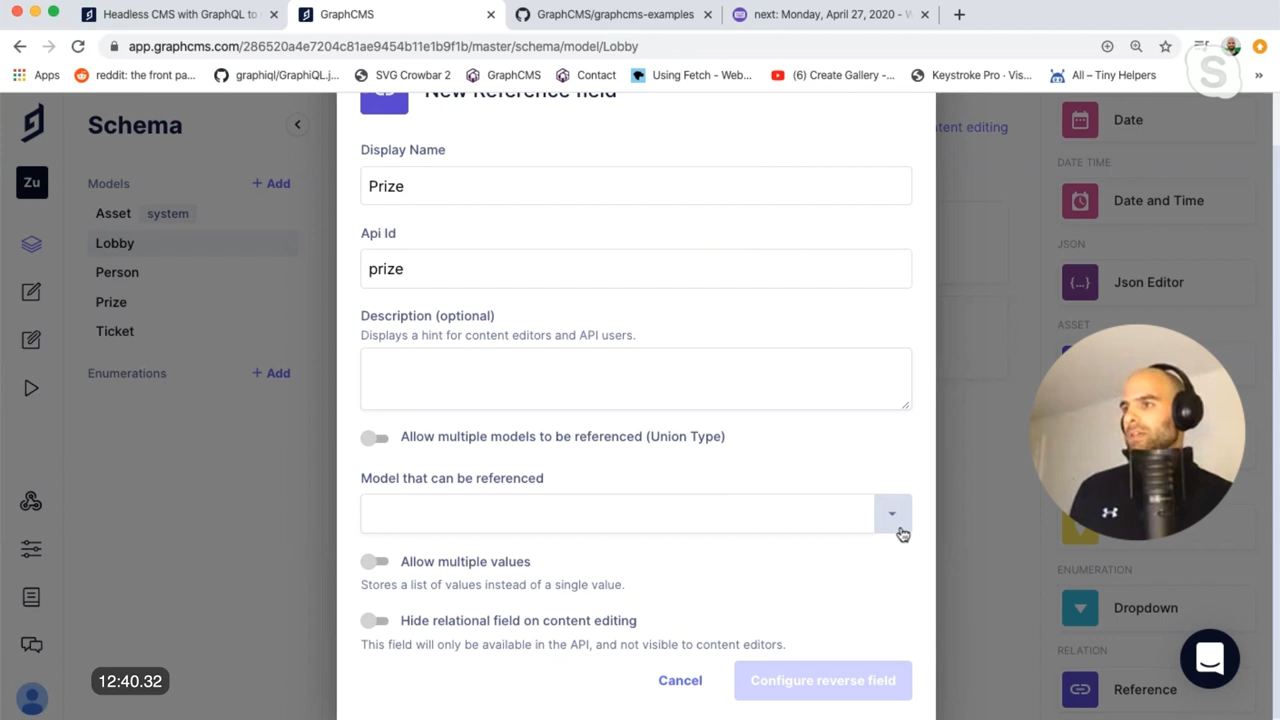 Headless CMS with GraphQL to
GraphCMS
GraphCMS/graphcms-examples
next: Monday, April 27, 2020 -
app.graphcms.com/286520a4e7204c81ae9454b11e1b9f1b/master/schema/model/Lobby
Apps
reddit: the front pa...
graphiql/GraphiQL.j...
SVG Crowbar 2
GraphCMS
Contact
Using Fetch - Web...
(6) Create Gallery -...
Keystroke Pro · Vis...
All – Tiny Helpers
»
S
Zu
Schema
Models
+ Add
Asset system
Lobby
Person
Prize
Ticket
Enumerations
+ Add
New Reference field
Display Name
Prize
Api Id
prize
Description (optional)
Displays a hint for content editors and API users.
Allow multiple models to be referenced (Union Type)
Model that can be referenced
Allow multiple values
Stores a list of values instead of a single value.
Hide relational field on content editing
This field will only be available in the API, and not visible to content editors.
Cancel
Configure reverse field
tent editing
Date
DATE TIME
Date and Time
JSON
{...}
Json Editor
ASSET
ENUMERATION
Dropdown
RELATION
Reference
12:40.32